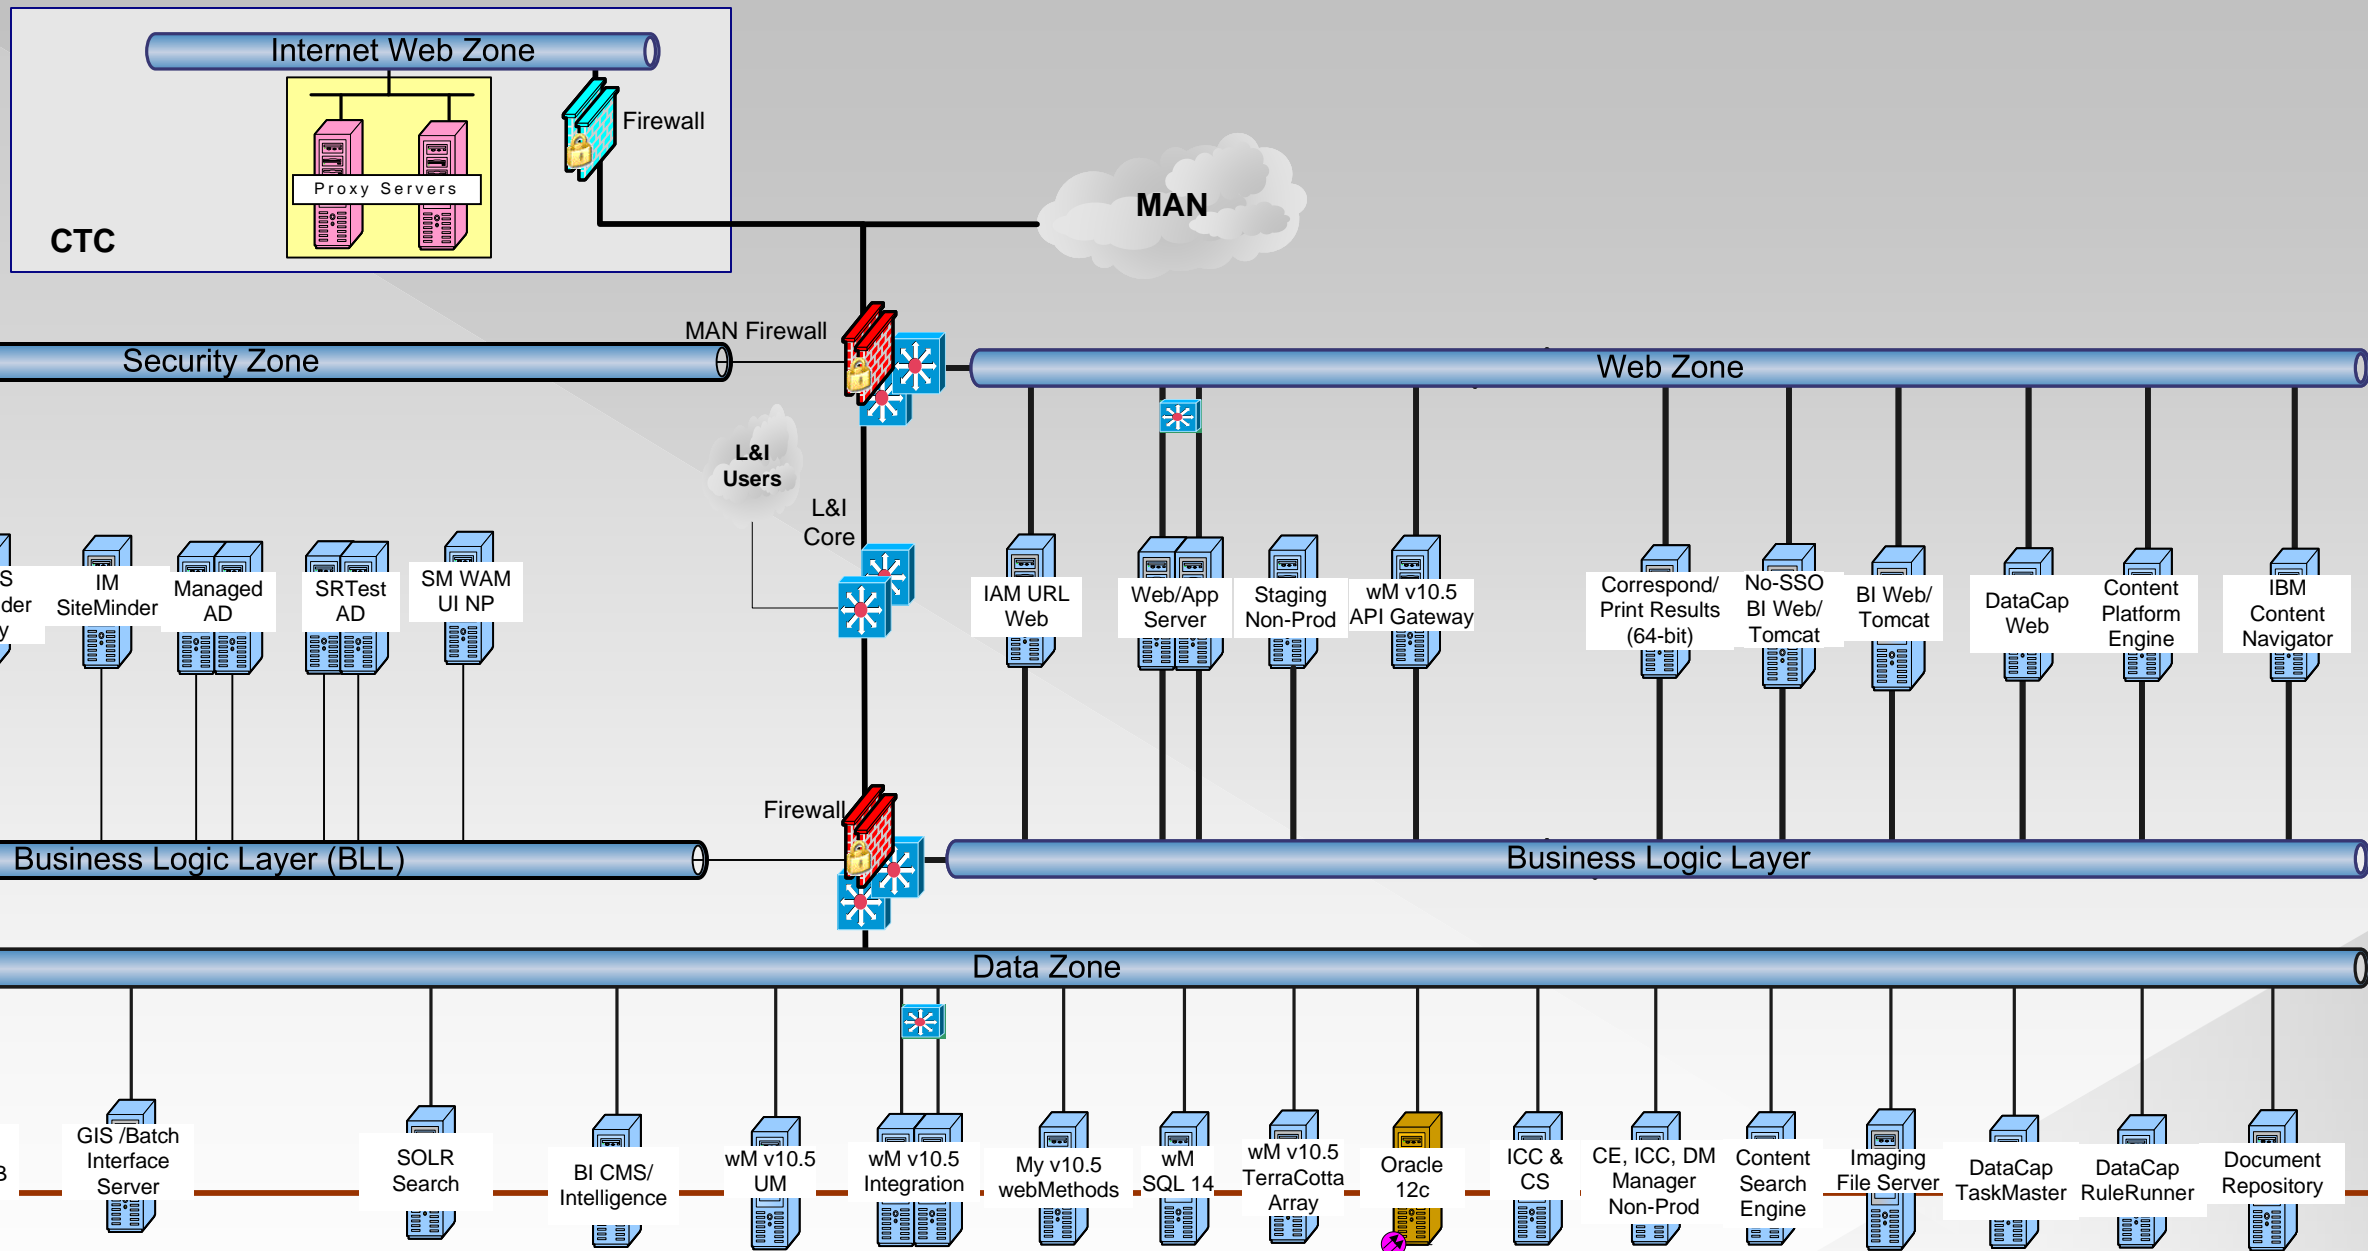 Internet Web Zone
Firewall
Proxy Servers
CTC
MAN
MAN Firewall
Security Zone
Web Zone
L&I
Users
L&I
Core
S
der
y
IM
SiteMinder
Managed
AD
SRTest
AD
SM WAM
UI NP
IAM URL
Web
Web/App
Server
Staging
Non-Prod
wM v10.5
API Gateway
Correspond/
Print Results
(64-bit)
No-SSO
BI Web/
Tomcat
BI Web/
Tomcat
DataCap
Web
Content
Platform
Engine
IBM
Content
Navigator
Firewall
Business Logic Layer (BLL)
Business Logic Layer
Data Zone
B
GIS /Batch
Interface
Server
SOLR
Search
BI CMS/
Intelligence
wM v10.5
UM
wM v10.5
Integration
My v10.5
webMethods
wM
SQL 14
wM v10.5
TerraCotta
Array
Oracle
12c
ICC &
CS
CE, ICC, DM
Manager
Non-Prod
Content
Search
Engine
Imaging
File Server
DataCap
TaskMaster
DataCap
RuleRunner
Document
Repository